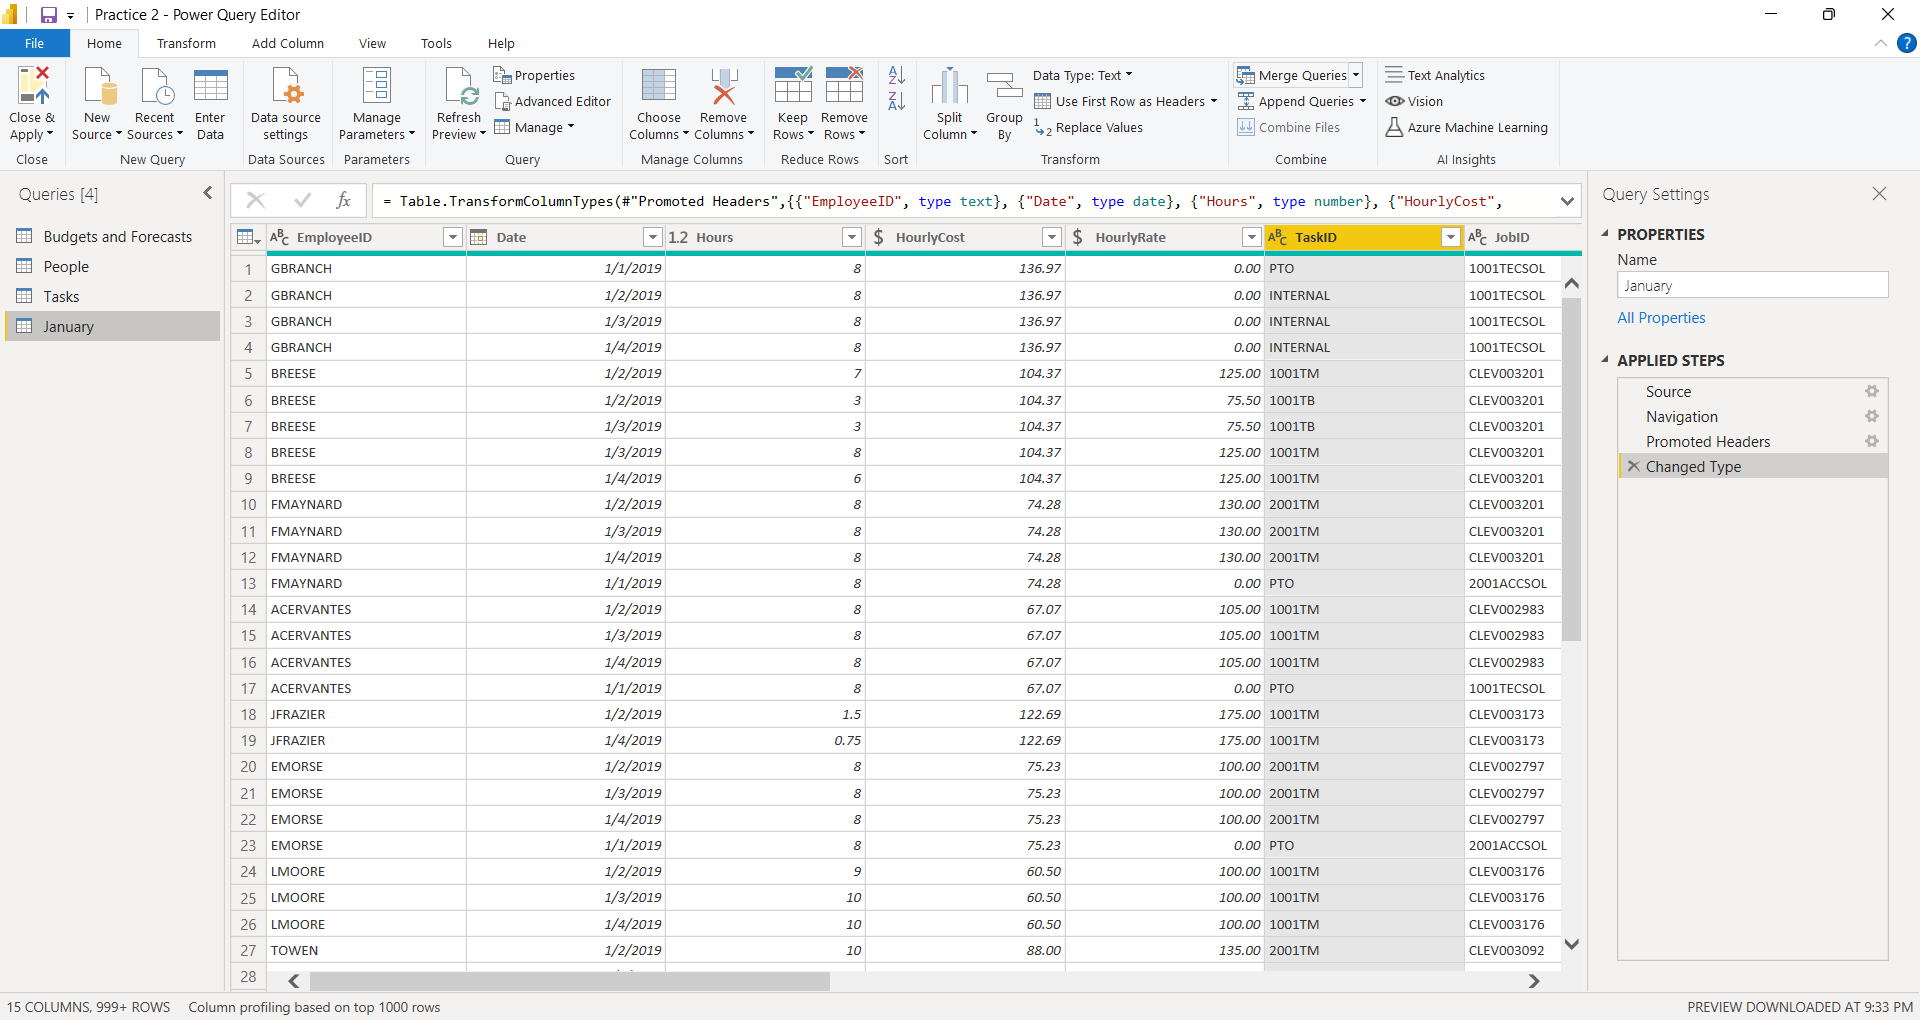 Practice 2 - Power Query Editor
File Home Transform Add Column View Tools Help
Close & Apply
New Source
Recent Sources
Enter Data
Data source settings
Manage Parameters
Refresh Preview
Properties
Advanced Editor
Manage
Choose Columns
Remove Columns
Keep Rows
Remove Rows
Split Column
Group By
Data Type: Text
Use First Row as Headers
Replace Values
Merge Queries
Append Queries
Combine Files
Text Analytics
Vision
Azure Machine Learning
Close New Query Data Sources Parameters Query Manage Columns Reduce Rows Sort Transform Combine AI Insights
Queries [4]
Budgets and Forecasts
People
Tasks
January
fx = Table.TransformColumnTypes(#"Promoted Headers",{{"EmployeeID", type text}, {"Date", type date}, {"Hours", type number}, {"HourlyCost",
ABC EmployeeID Date 1.2 Hours $ HourlyCost $ HourlyRate ABC TaskID ABC JobID
1 GBRANCH 1/1/2019 8 136.97 0.00 PTO 1001TECSOL
2 GBRANCH 1/2/2019 8 136.97 0.00 INTERNAL 1001TECSOL
3 GBRANCH 1/3/2019 8 136.97 0.00 INTERNAL 1001TECSOL
4 GBRANCH 1/4/2019 8 136.97 0.00 INTERNAL 1001TECSOL
5 BREESE 1/2/2019 7 104.37 125.00 1001TM CLEV003201
6 BREESE 1/2/2019 3 104.37 75.50 1001TB CLEV003201
7 BREESE 1/3/2019 3 104.37 75.50 1001TB CLEV003201
8 BREESE 1/3/2019 8 104.37 125.00 1001TM CLEV003201
9 BREESE 1/4/2019 6 104.37 125.00 1001TM CLEV003201
10 FMAYNARD 1/2/2019 8 74.28 130.00 2001TM CLEV003201
11 FMAYNARD 1/3/2019 8 74.28 130.00 2001TM CLEV003201
12 FMAYNARD 1/4/2019 8 74.28 130.00 2001TM CLEV003201
13 FMAYNARD 1/1/2019 8 74.28 0.00 PTO 2001ACCSOL
14 ACERVANTES 1/2/2019 8 67.07 105.00 1001TM CLEV002983
15 ACERVANTES 1/3/2019 8 67.07 105.00 1001TM CLEV002983
16 ACERVANTES 1/4/2019 8 67.07 105.00 1001TM CLEV002983
17 ACERVANTES 1/1/2019 8 67.07 0.00 PTO 1001TECSOL
18 JFRAZIER 1/2/2019 1.5 122.69 175.00 1001TM CLEV003173
19 JFRAZIER 1/4/2019 0.75 122.69 175.00 1001TM CLEV003173
20 EMORSE 1/2/2019 8 75.23 100.00 2001TM CLEV002797
21 EMORSE 1/3/2019 8 75.23 100.00 2001TM CLEV002797
22 EMORSE 1/4/2019 8 75.23 100.00 2001TM CLEV002797
23 EMORSE 1/1/2019 8 75.23 0.00 PTO 2001ACCSOL
24 LMOORE 1/2/2019 9 60.50 100.00 1001TM CLEV003176
25 LMOORE 1/3/2019 10 60.50 100.00 1001TM CLEV003176
26 LMOORE 1/4/2019 10 60.50 100.00 1001TM CLEV003176
27 TOWEN 1/2/2019 10 88.00 135.00 2001TM CLEV003092
28
Query Settings
PROPERTIES
Name
January
All Properties
APPLIED STEPS
Source
Navigation
Promoted Headers
Changed Type
15 COLUMNS, 999+ ROWS Column profiling based on top 1000 rows PREVIEW DOWNLOADED AT 9:33 PM